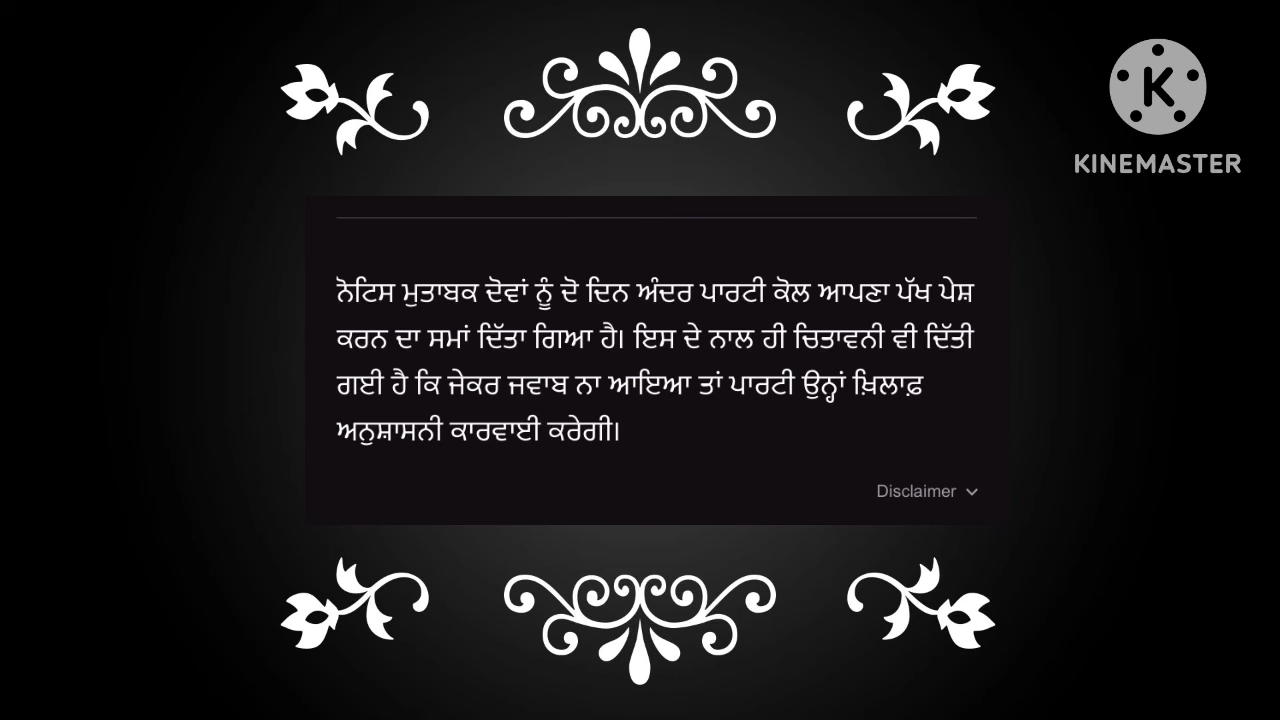 K
KINEMASTER
ਨੋਟਿਸ ਮੁਤਾਬਕ ਦੋਵਾਂ ਨੂੰ ਦੋ ਦਿਨ ਅੰਦਰ ਪਾਰਟੀ ਕੋਲ ਆਪਣਾ ਪੱਖ ਪੇਸ਼
ਕਰਨ ਦਾ ਸਮਾਂ ਦਿੱਤਾ ਗਿਆ ਹੈ। ਇਸ ਦੇ ਨਾਲ ਹੀ ਚਿਤਾਵਨੀ ਵੀ ਦਿੱਤੀ
ਗਈ ਹੈ ਕਿ ਜੇਕਰ ਜਵਾਬ ਨਾ ਆਇਆ ਤਾਂ ਪਾਰਟੀ ਉਨ੍ਹਾਂ ਖ਼ਿਲਾਫ਼
ਅਨੁਸ਼ਾਸਨੀ ਕਾਰਵਾਈ ਕਰੇਗੀ।
Disclaimer